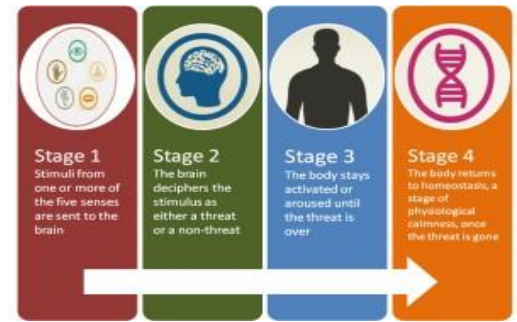 Stage 1
Stimuli from
one or more of
the five senses
are sent to the
brain
Stage 2
The brain
deciphers the
stimulus as
either a threat
or a non-threat
Stage 3
The body stays
activated or
aroused until
the threat is
over
Stage 4
The body returns
to homeostasis, a
stage of
physiological
calmness, once
the threat is gone